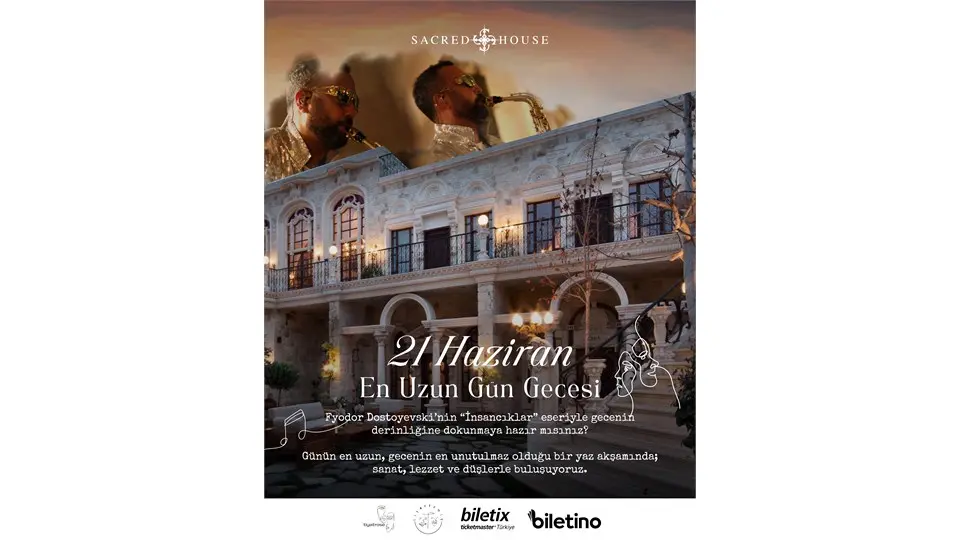 SACRED HOUSE
21 Haziran
En Uzun Gün Gecesi
Fyodor Dostoyevski’nin “İnsancıklar” eseriyle gecenin
derinliğine dokunmaya hazır mısınız?
Günün en uzun, gecenin en unutulmaz olduğu bir yaz akşamında;
sanat, lezzet ve düşlerle buluşuyoruz.
biletix
ticketmaster Türkiye
biletino